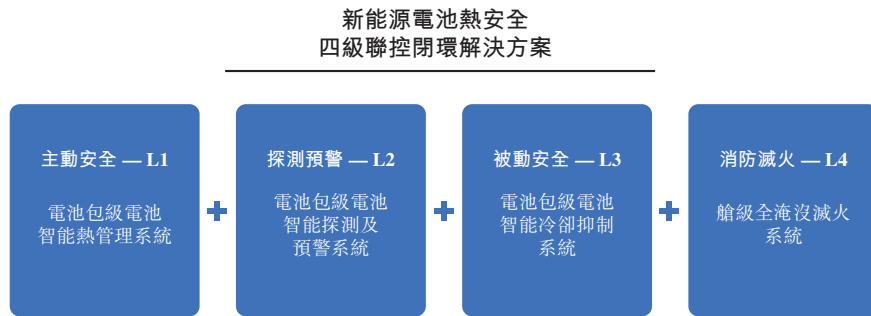 新能源電池熱安全
四級聯控閉環解決方案
主動安全 — L1
電池包級電池
智能熱管理系統
探測預警 — L2
電池包級電池
智能探測及
預警系統
被動安全 — L3
電池包級電池
智能冷卻抑制
系統
消防滅火 — L4
艙級全淹沒滅火
系統